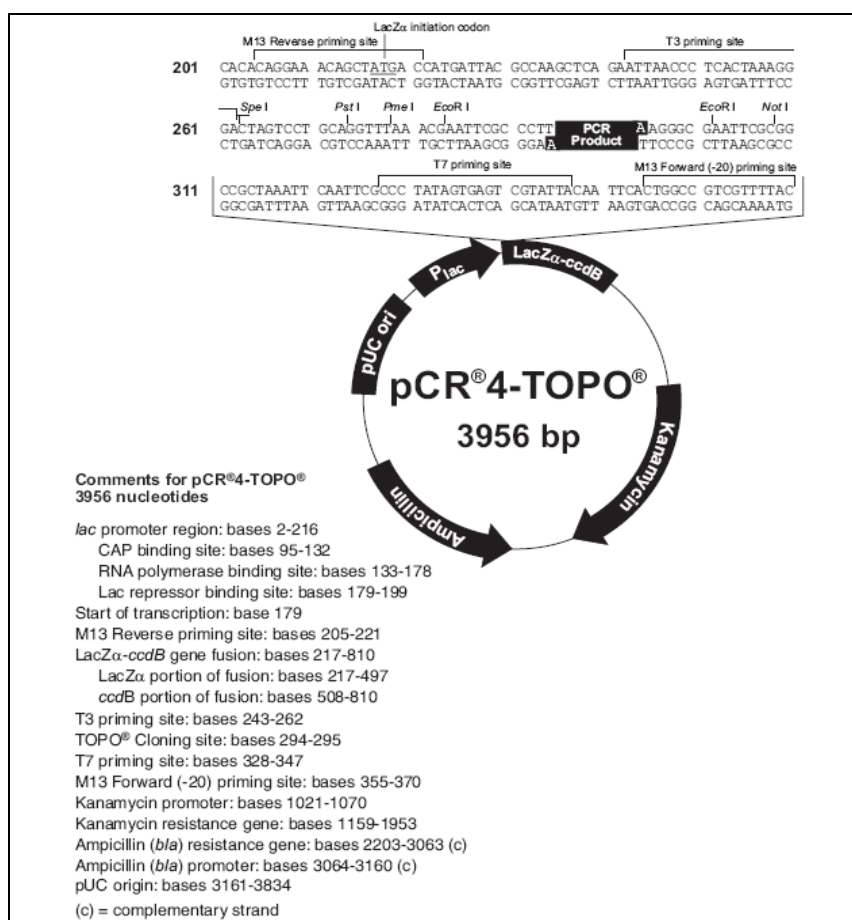 LacZα initiation codon
M13 Reverse priming site T3 priming site
201 CACACAGGAA ACAGCTATGA CCATGATTAC GCCAAGCTCA GAATTAACCC TCACTAAAGG
GTGTGTCCTT TGTCGATACT GGTACTAATG CGGTTCGAGT CTTAATTGGG AGTGATTTCC
Spe I Pst I Pme I EcoR I EcoR I Not I
261 GACTAGTCCT GCAGGTTTAA ACGAATTCGC CCTT PCR Product A AGGGC GAATTCGCGG
CTGATCAGGA CGTCCAAATT TGCTTAAGCG GGA A TTCCCG CTTAAGCGCC
T7 priming site M13 Forward (-20) priming site
311 CCGCTAAATT CAATTCGCCC TATAGTGAGT CGTATTACAA TTCACTGGCC GTCGTTTTAC
GGCGATTTAA GTTAAGCGGG ATATCACTCA GCATAATGTT AAGTGACCGG CAGCAAAATG
Plac
LacZα-ccdB
pUC ori
pCR®4-TOPO®
3956 bp
Kanamycin
Ampicillin
Comments for pCR®4-TOPO®
3956 nucleotides
lac promoter region: bases 2-216
CAP binding site: bases 95-132
RNA polymerase binding site: bases 133-178
Lac repressor binding site: bases 179-199
Start of transcription: base 179
M13 Reverse priming site: bases 205-221
LacZα-ccdB gene fusion: bases 217-810
LacZα portion of fusion: bases 217-497
ccdB portion of fusion: bases 508-810
T3 priming site: bases 243-262
TOPO® Cloning site: bases 294-295
T7 priming site: bases 328-347
M13 Forward (-20) priming site: bases 355-370
Kanamycin promoter: bases 1021-1070
Kanamycin resistance gene: bases 1159-1953
Ampicillin (bla) resistance gene: bases 2203-3063 (c)
Ampicillin (bla) promoter: bases 3064-3160 (c)
pUC origin: bases 3161-3834
(c) = complementary strand